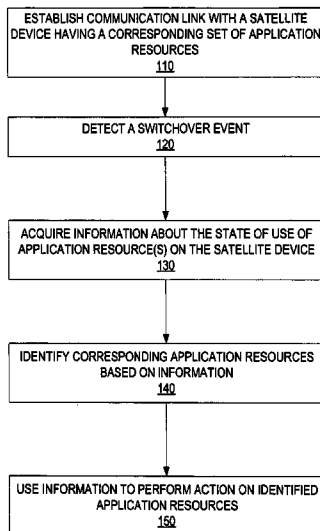 ESTABLISH COMMUNICATION LINK WITH A SATELLITE
DEVICE HAVING A CORRESPONDING SET OF APPLICATION
RESOURCES
110
DETECT A SWITCHOVER EVENT
120
ACQUIRE INFORMATION ABOUT THE STATE OF USE OF
APPLICATION RESOURCE(S) ON THE SATELLITE DEVICE
130
IDENTIFY CORRESPONDING APPLICATION RESOURCES
BASED ON INFORMATION
140
USE INFORMATION TO PERFORM ACTION ON IDENTIFIED
APPLICATION RESOURCES
150